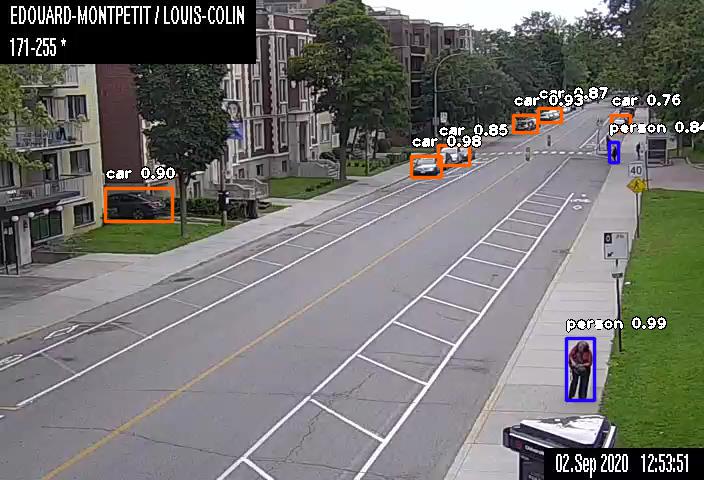 EDOUARD-MONTPETIT / LOUIS-COLIN
171-255 *
car 0.87
car 0.93
car 0.76
person 0.84
car 0.85
car 0.98
car 0.90
40
person 0.99
02.Sep 2020 12:53:51